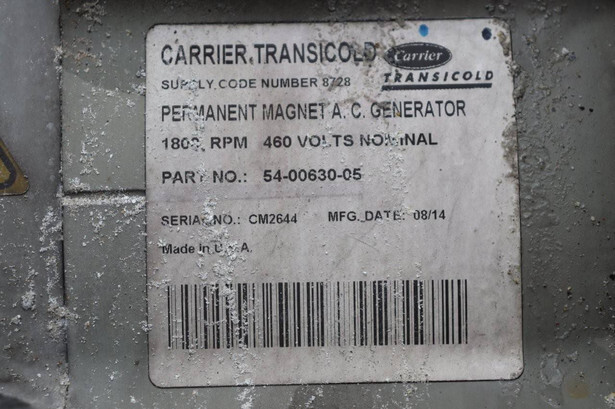 CARRIER TRANSICOLD
Carrier
TRANSICOLD
SUPPLY CODE NUMBER 8728
PERMANENT MAGNET A. C. GENERATOR
1800 RPM 460 VOLTS NOMINAL
PART NO.: 54-00630-05
SERIAL NO.: CM2644 MFG. DATE: 08/14
Made in U.S.A.